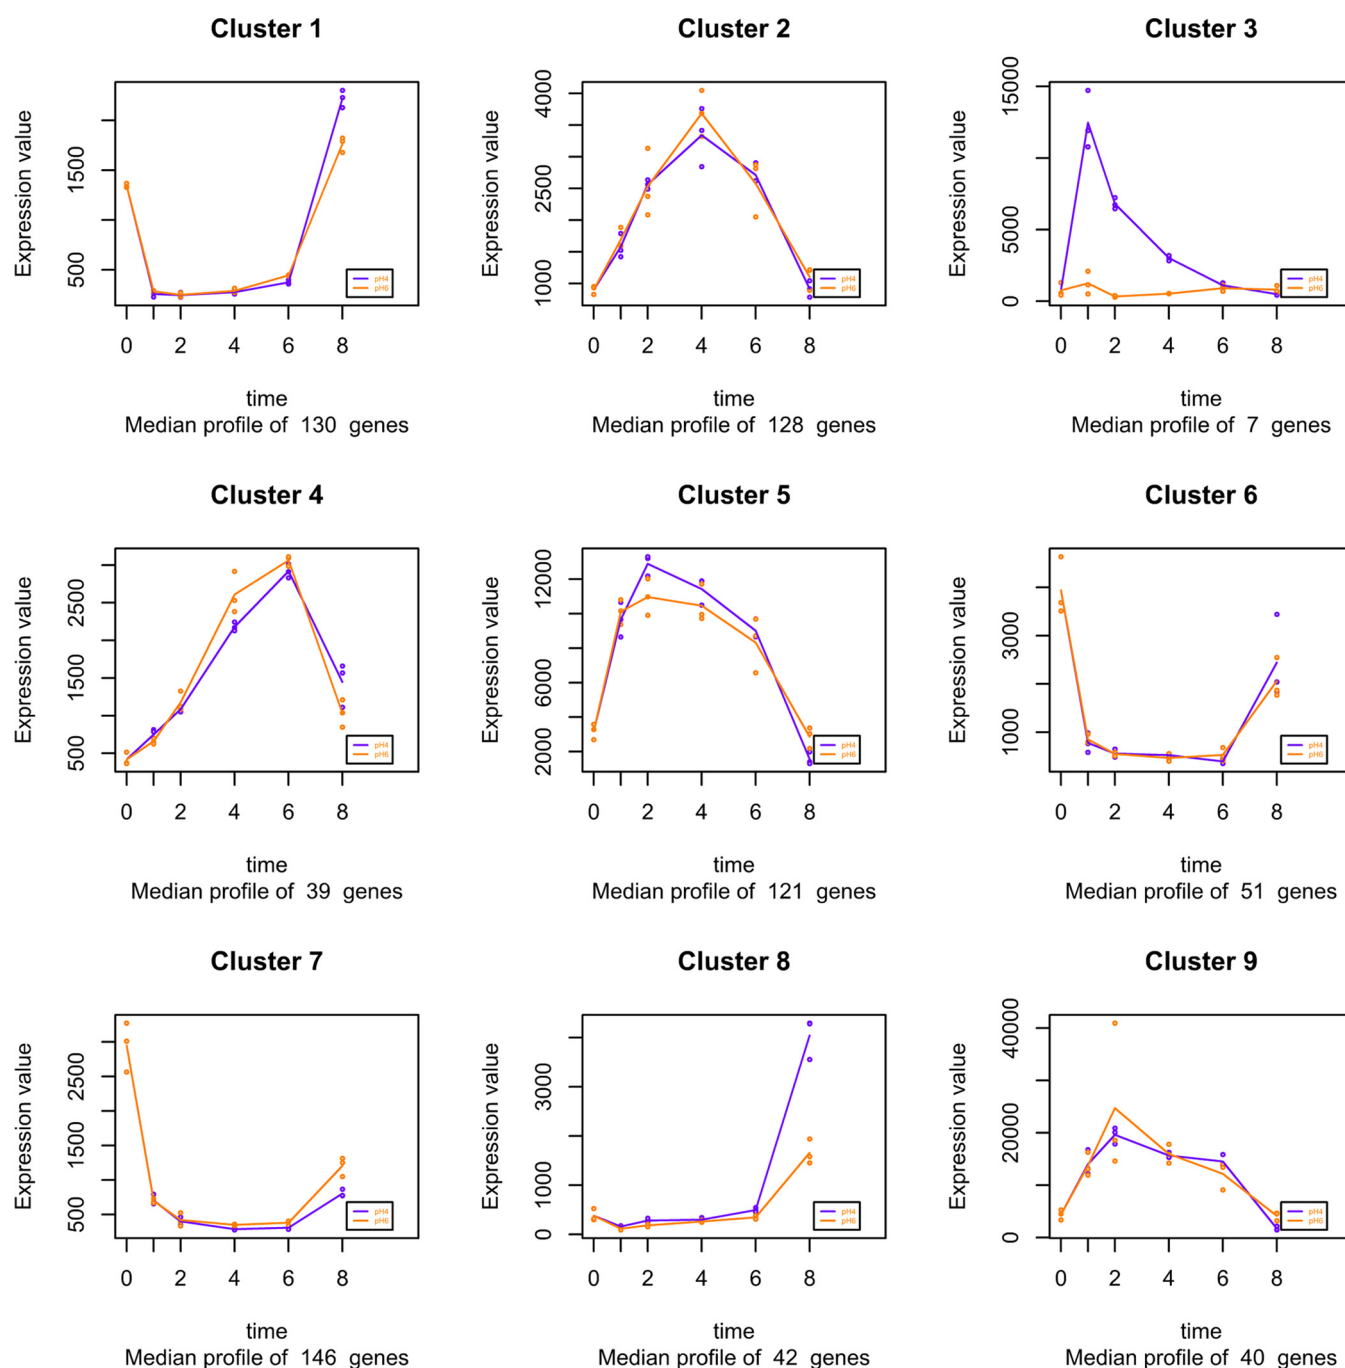 Cluster 1
Expression value
1500
500
pH4
pH6
0 2 4 6 8
time
Median profile of 130 genes
Cluster 2
Expression value
4000
2500
1000
pH4
pH6
0 2 4 6 8
time
Median profile of 128 genes
Cluster 3
Expression value
15000
5000
0
pH4
pH6
0 2 4 6 8
time
Median profile of 7 genes
Cluster 4
Expression value
2500
1500
500
pH4
pH6
0 2 4 6 8
time
Median profile of 39 genes
Cluster 5
Expression value
12000
6000
2000
pH4
pH6
0 2 4 6 8
time
Median profile of 121 genes
Cluster 6
Expression value
3000
1000
pH4
pH6
0 2 4 6 8
time
Median profile of 51 genes
Cluster 7
Expression value
2500
1500
500
pH4
pH6
0 2 4 6 8
time
Median profile of 146 genes
Cluster 8
Expression value
3000
1000
0
pH4
pH6
0 2 4 6 8
time
Median profile of 42 genes
Cluster 9
Expression value
40000
20000
0
pH4
pH6
0 2 4 6 8
time
Median profile of 40 genes